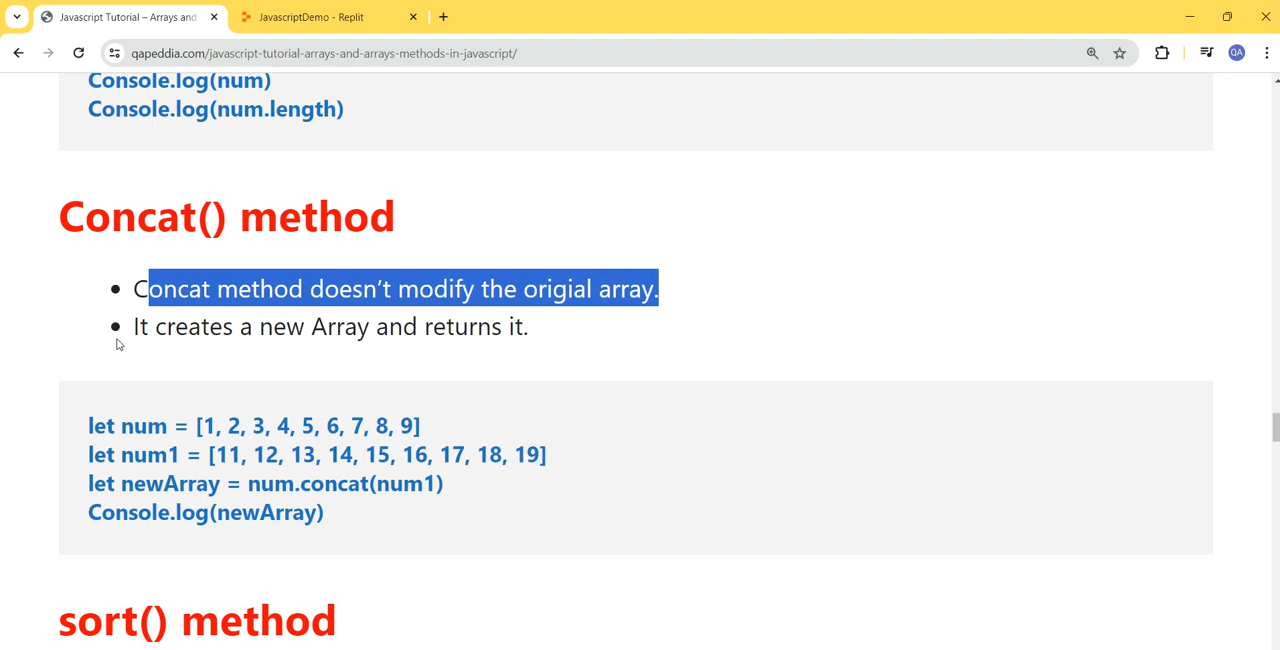 Javascript Tutorial – Arrays and
JavascriptDemo - Replit
qapeddia.com/javascript-tutorial-arrays-and-arrays-methods-in-javascript/
QA
Console.log(num)
Console.log(num.length)
Concat() method
Concat method doesn’t modify the origial array.
It creates a new Array and returns it.
let num = [1, 2, 3, 4, 5, 6, 7, 8, 9]
let num1 = [11, 12, 13, 14, 15, 16, 17, 18, 19]
let newArray = num.concat(num1)
Console.log(newArray)
sort() method